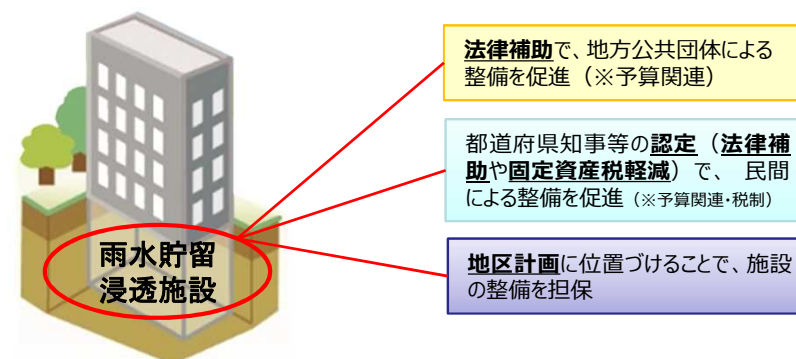 法律補助で、地方公共団体による
整備を促進（※予算関連）
都道府県知事等の認定（法律補
助や固定資産税軽減）で、 民間
による整備を促進（※予算関連・税制）
雨水貯留
浸透施設
地区計画に位置づけることで、施設
の整備を担保